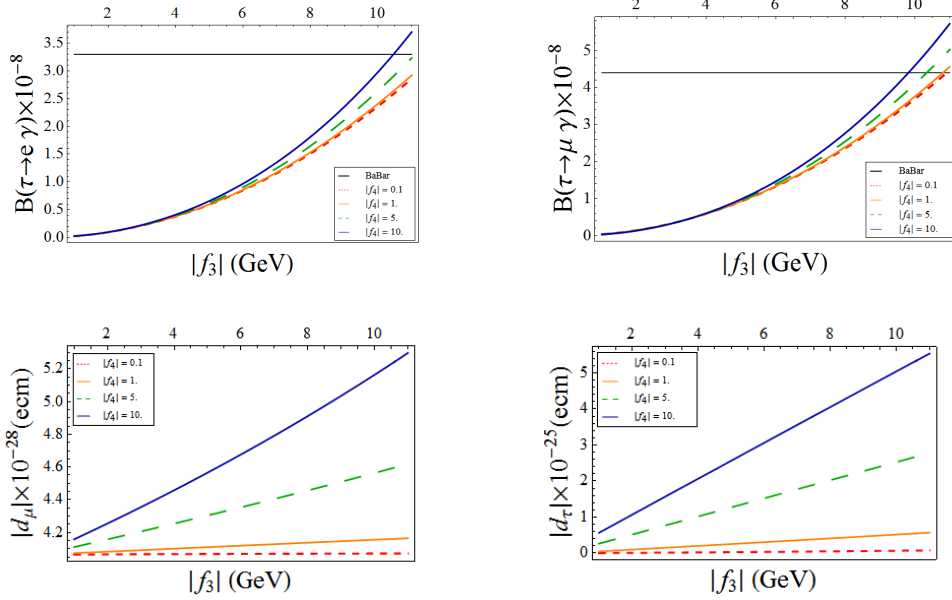 2 4 6 8 10
B(τ→e γ)×10⁻⁸
3.5
3.0
2.5
2.0
1.5
1.0
0.5
0.0
BaBar
|f₄| = 0.1
|f₄| = 1.
|f₄| = 5.
|f₄| = 10.
|f₃| (GeV)
2 4 6 8 10
B(τ→μ γ)×10⁻⁸
5
4
3
2
1
0
BaBar
|f₄| = 0.1
|f₄| = 1.
|f₄| = 5.
|f₄| = 10.
|f₃| (GeV)
2 4 6 8 10
|dμ|×10⁻²⁸(ecm)
5.2
5.0
4.8
4.6
4.4
4.2
|f₄| = 0.1
|f₄| = 1.
|f₄| = 5.
|f₄| = 10.
|f₃| (GeV)
2 4 6 8 10
|dτ|×10⁻²⁵(ecm)
5
4
3
2
1
0
|f₄| = 0.1
|f₄| = 1.
|f₄| = 5.
|f₄| = 10.
|f₃| (GeV)